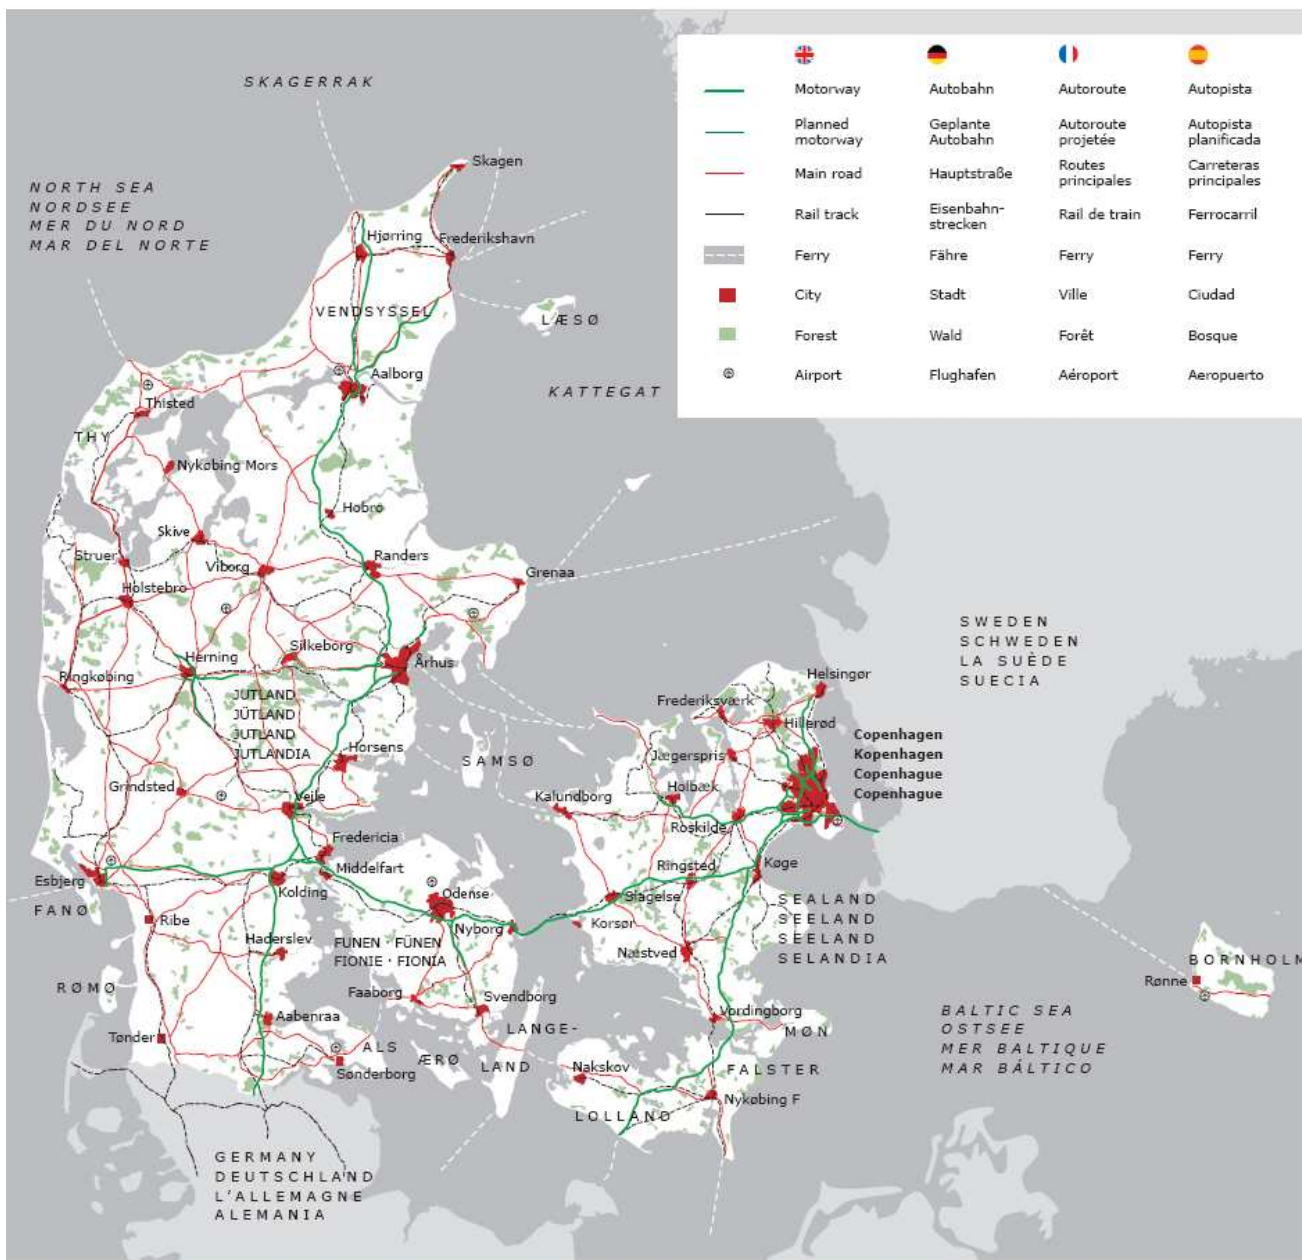 SKAGERRAK
NORTH SEA
NORDSEE
MER DU NORD
MAR DEL NORTE
Motorway Autobahn Autoroute Autopista
Planned motorway Geplante Autobahn Autoroute projetée Autopista planificada
Main road Hauptstraße Routes principales Carreteras principales
Rail track Eisenbahn-strecken Rail de train Ferrocarril
Ferry Fähre Ferry Ferry
City Stadt Ville Ciudad
Forest Wald Forêt Bosque
Airport Flughafen Aéroport Aeropuerto
Skagen
Hjørring
Frederikshavn
VENDSYSSEL
LÆSØ
Aalborg
KATTEGAT
Thisted
THY
Nykøbing Mors
Hobro
Skive
Struer
Viborg
Randers
Grenaa
Holstebro
SWEDEN
SCHWEDEN
LA SUÈDE
SUECIA
Herning
Silkeborg
Århus
Ringkøbing
JUTLAND
JÜTLAND
JUTLAND
JUTLANDIA
Helsingør
Frederiksværk
Hillerød
Copenhagen
Kopenhagen
Copenhague
Copenhague
Horsens
SAMSØ
Jægerspris
Grindsted
Vejle
Kalundborg
Holbæk
Roskilde
Fredericia
Middelfart
Esbjerg
Kolding
Odense
Ringsted
Køge
FANØ
Ribe
Slagelse
SEALAND
SEELAND
SEELAND
SELANDIA
Nyborg
Korsør
Haderslev
FUNEN · FÜNEN
FIONIE · FIONIA
Næstved
BORNHOLM
Rønne
RØMØ
Faaborg
Svendborg
Aabenraa
LANGE-
LAND
Vordingborg
MØN
BALTIC SEA
OSTSEE
MER BALTIQUE
MAR BÁLTICO
Tønder
ALS
ÆRØ
Sønderborg
Nakskov
FALSTER
Nykøbing F
LOLLAND
GERMANY
DEUTSCHLAND
L'ALLEMAGNE
ALEMANIA